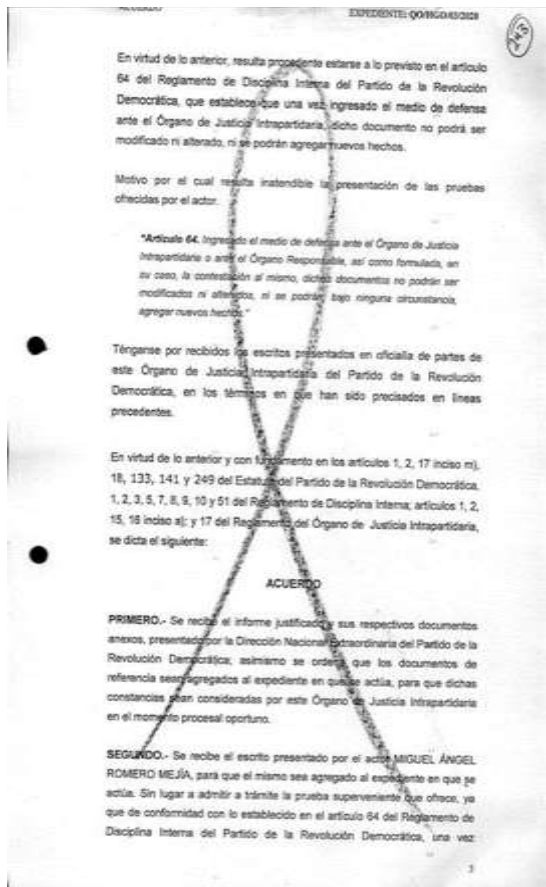 ACUERDO
EXPEDIENTE: QO/HGO/03/2020
En virtud de lo anterior, resulta procedente estarse a lo previsto en el artículo
64 del Reglamento de Disciplina Interna del Partido de la Revolución
Democrática, que establece que una vez ingresado el medio de defensa
ante el Órgano de Justicia Intrapartidaria, dicho documento no podrá ser
modificado ni alterado, ni se podrán agregar nuevos hechos.
Motivo por el cual resulta inatendible la presentación de las pruebas
ofrecidas por el actor.
"Artículo 64. Ingresado el medio de defensa ante el Órgano de Justicia
Intrapartidaria o ante el Órgano Responsable, así como formulada, en
su caso, la contestación al mismo, dichos documentos no podrán ser
modificados ni alterados, ni se podrán, bajo ninguna circunstancia,
agregar nuevos hechos."
Ténganse por recibidos los escritos presentados en oficialía de partes de
este Órgano de Justicia Intrapartidaria del Partido de la Revolución
Democrática, en los términos en que han sido precisados en líneas
precedentes.
En virtud de lo anterior y con fundamento en los artículos 1, 2, 17 inciso m),
18, 133, 141 y 249 del Estatuto del Partido de la Revolución Democrática,
1, 2, 3, 5, 7, 8, 9, 10 y 51 del Reglamento de Disciplina Interna; artículos 1, 2,
15, 16 inciso a); y 17 del Reglamento del Órgano de Justicia Intrapartidaria,
se dicta el siguiente:
ACUERDO
PRIMERO.- Se recibe el informe justificado y sus respectivos documentos
anexos, presentado por la Dirección Nacional Extraordinaria del Partido de la
Revolución Democrática; asimismo se ordena que los documentos de
referencia sean agregados al expediente en que se actúa, para que dichas
constancias sean consideradas por este Órgano de Justicia Intrapartidaria
en el momento procesal oportuno.
SEGUNDO.- Se recibe el escrito presentado por el actor MIGUEL ÁNGEL
ROMERO MEJÍA, para que el mismo sea agregado al expediente en que se
actúa. Sin lugar a admitir a trámite la prueba superveniente que ofrece, ya
que de conformidad con lo establecido en el artículo 64 del Reglamento de
Disciplina Interna del Partido de la Revolución Democrática, una vez
3